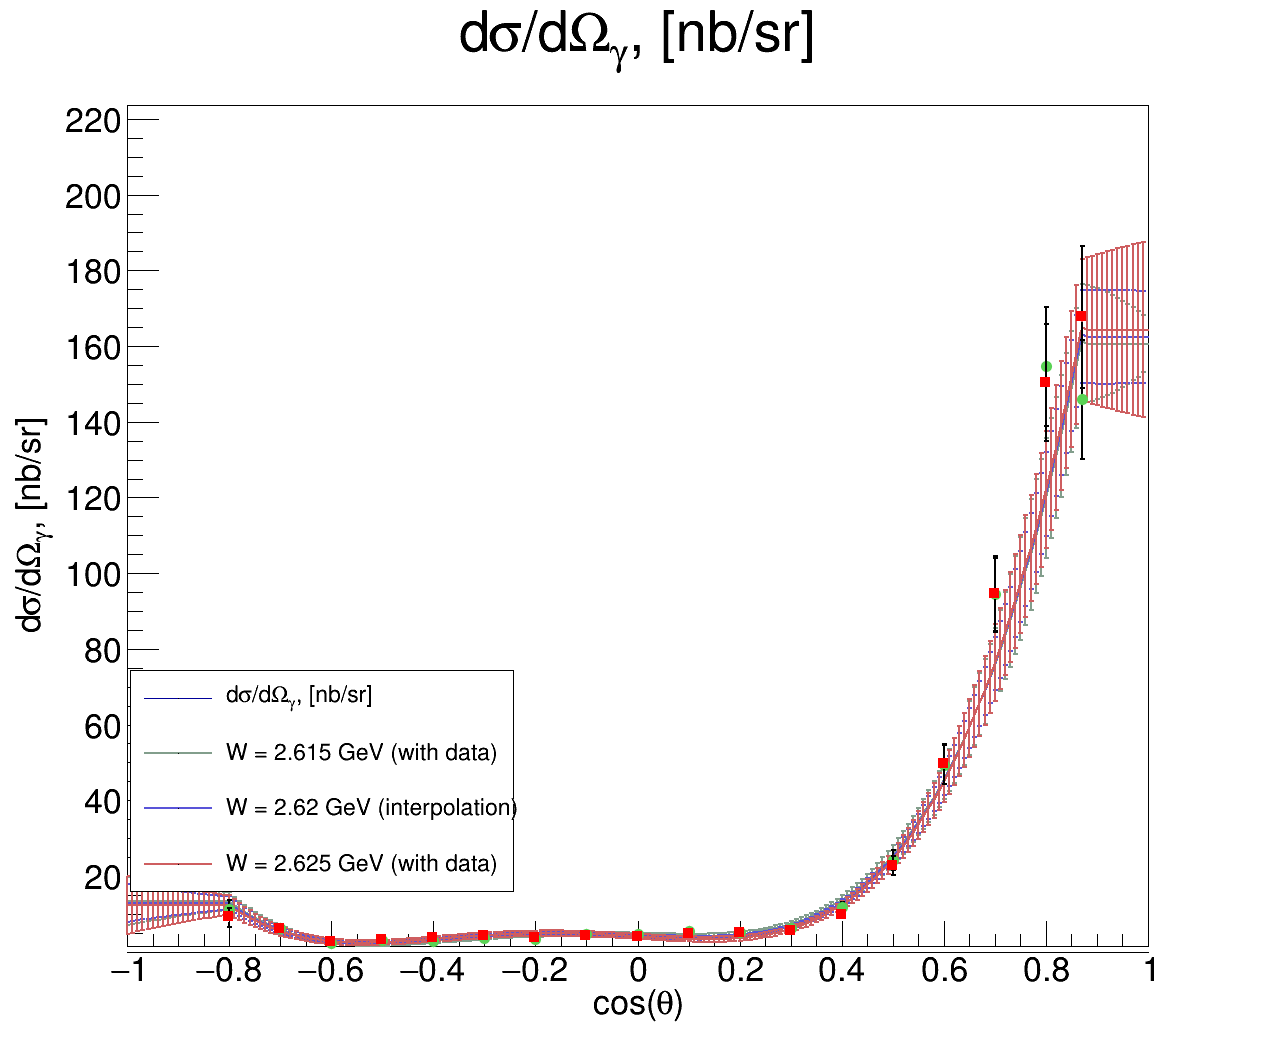 dσ/dΩγ, [nb/sr]
dσ/dΩγ, [nb/sr]
220
200
180
160
140
120
100
80
60
40
20
dσ/dΩγ, [nb/sr]
W = 2.615 GeV (with data)
W = 2.62 GeV (interpolation)
W = 2.625 GeV (with data)
−1 −0.8 −0.6 −0.4 −0.2 0 0.2 0.4 0.6 0.8 1
cos(θ)